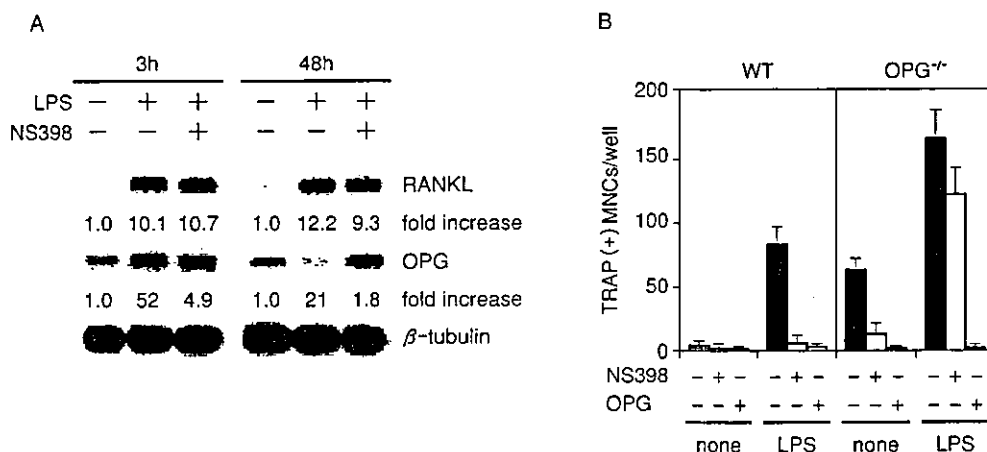 A
3h 48h
LPS − + + − + +
NS398 − − + − − +
RANKL
1.0 10.1 10.7 1.0 12.2 9.3 fold increase
OPG
1.0 52 4.9 1.0 21 1.8 fold increase
β-tubulin
B
WT OPG-/-
200
150
100
50
0
TRAP (+) MNCs/well
NS398 − + − − + − − + − − + −
OPG − − + − − + − − + − − +
none LPS none LPS